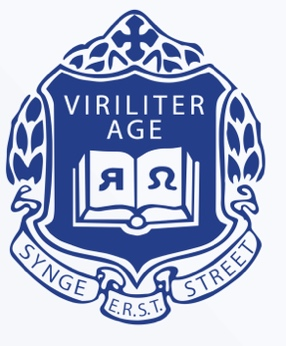 VIRILITER
AGE
Я Ω
SYNGE E.R.S.T. STREET